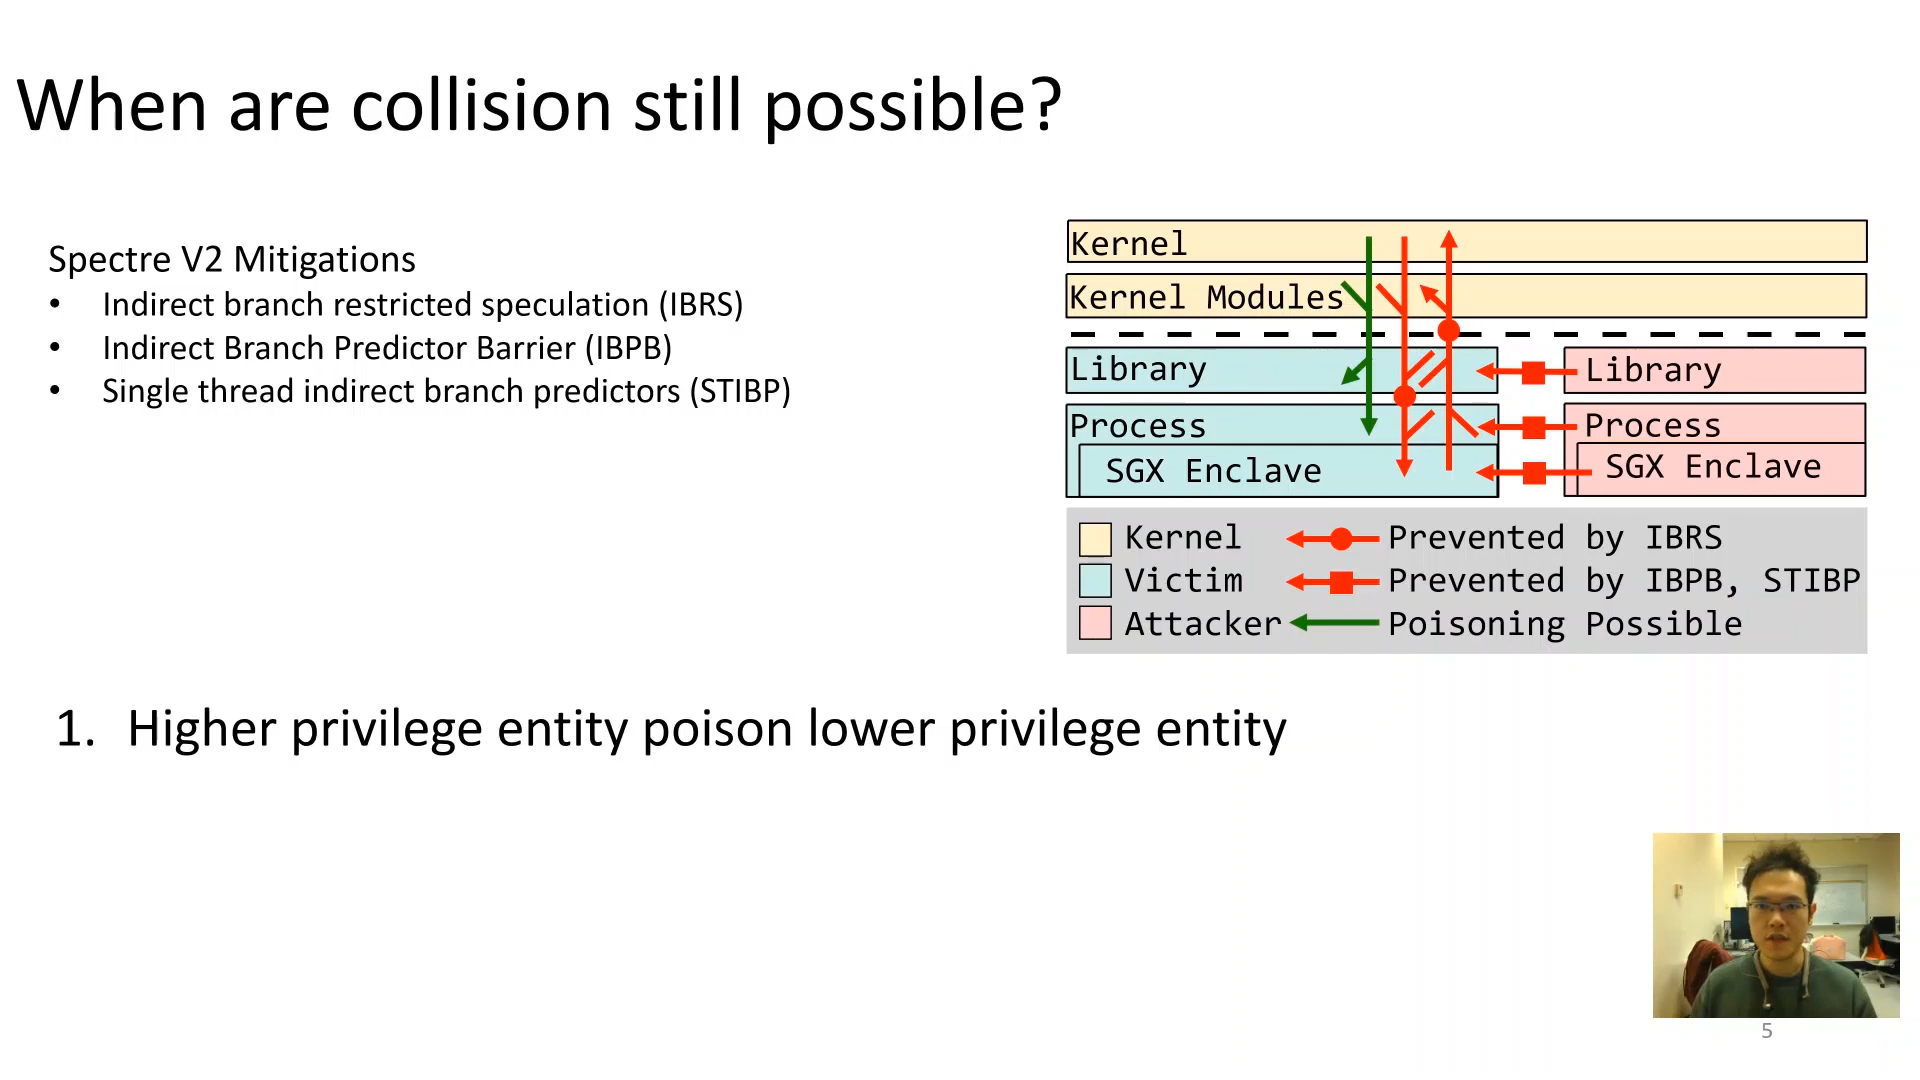 When are collision still possible?
Spectre V2 Mitigations
• Indirect branch restricted speculation (IBRS)
• Indirect Branch Predictor Barrier (IBPB)
• Single thread indirect branch predictors (STIBP)
Kernel
Kernel Modules
Library
Library
Process
Process
SGX Enclave
SGX Enclave
Kernel
Prevented by IBRS
Victim
Prevented by IBPB, STIBP
Attacker
Poisoning Possible
1. Higher privilege entity poison lower privilege entity
5